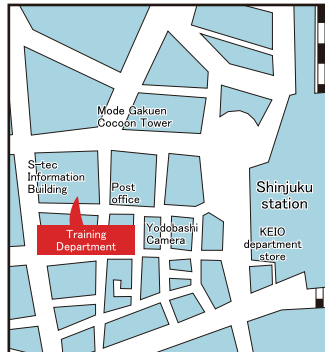 Mode Gakuen
Cocoon Tower
S-tec
Information
Building
Post
office
Shinjuku
station
Training
Department
Yodobashi
Camera
KEIO
department
store